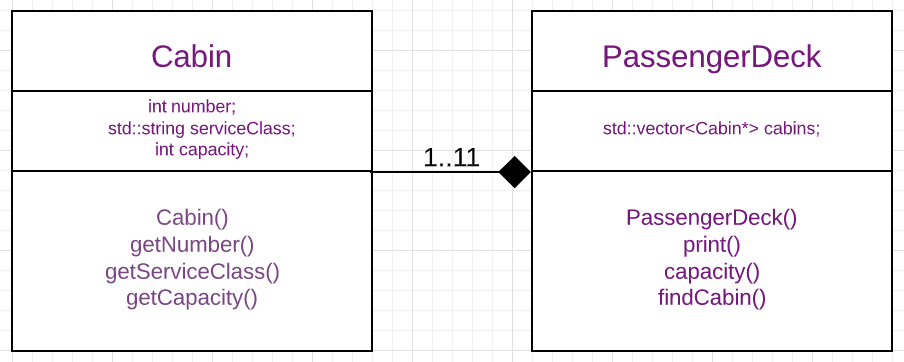 Cabin
int number;
std::string serviceClass;
int capacity;
Cabin()
getNumber()
getServiceClass()
getCapacity()
1..11
PassengerDeck
std::vector<Cabin*> cabins;
PassengerDeck()
print()
capacity()
findCabin()